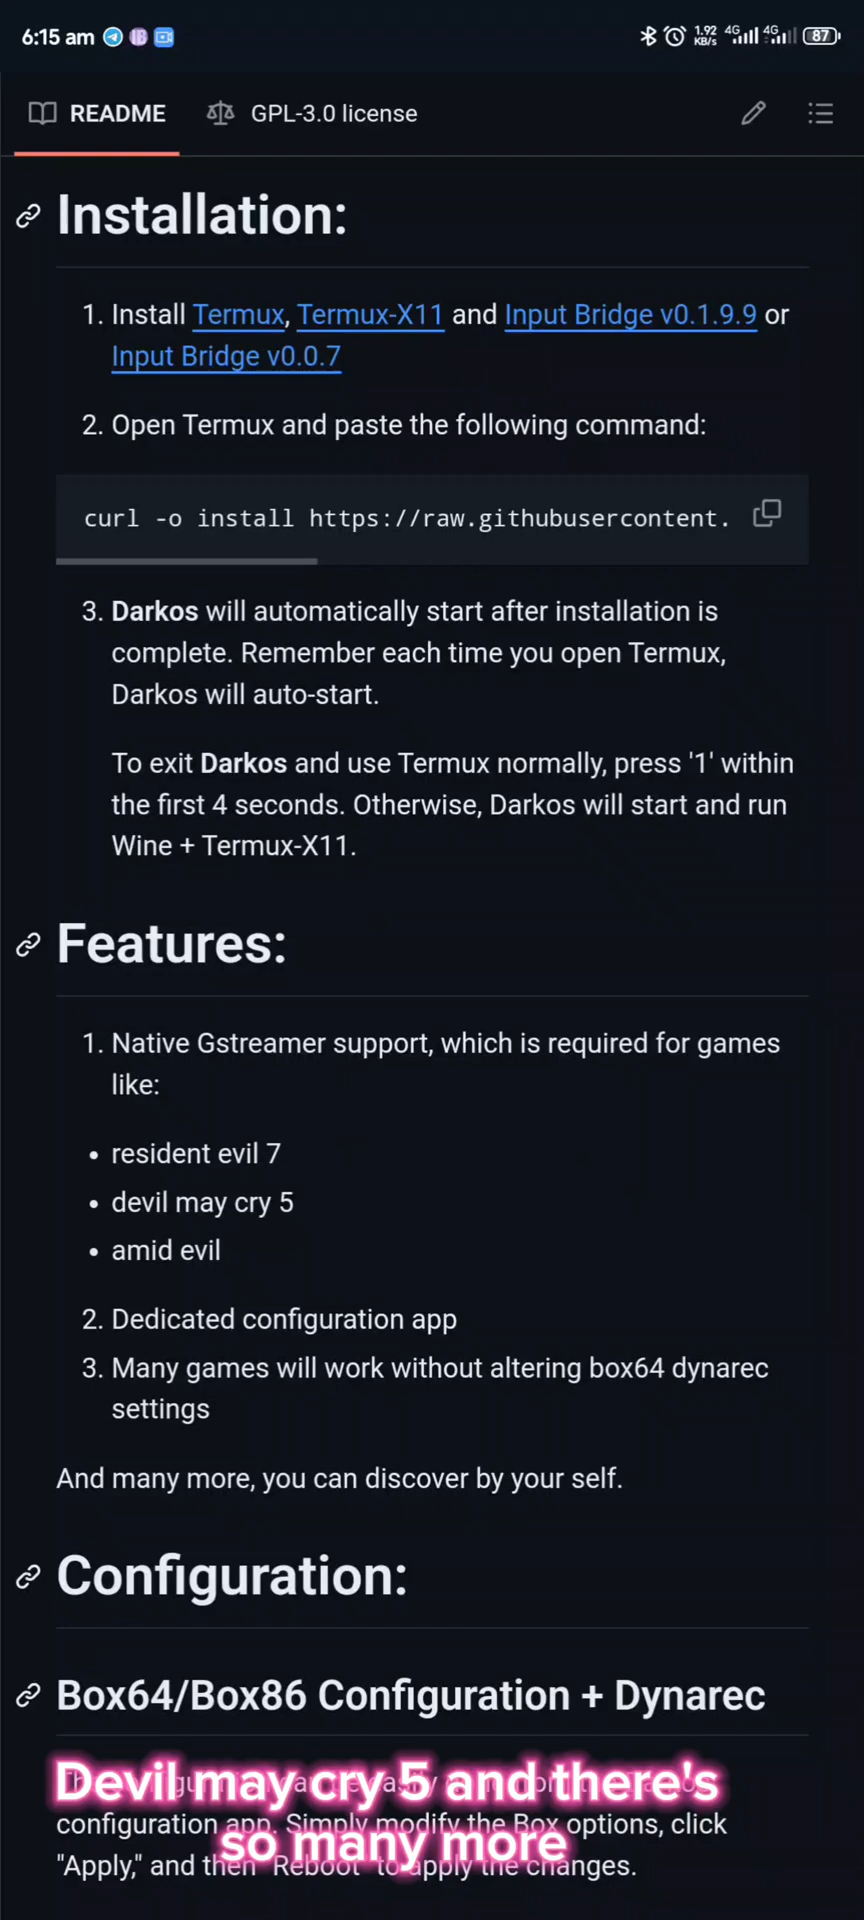 6:15 am
1.92 KB/s 4G 4G 87
README GPL-3.0 license
Installation:
1. Install Termux, Termux-X11 and Input Bridge v0.1.9.9 or
Input Bridge v0.0.7
2. Open Termux and paste the following command:
curl -o install https://raw.githubusercontent.
3. Darkos will automatically start after installation is
complete. Remember each time you open Termux,
Darkos will auto-start.
To exit Darkos and use Termux normally, press '1' within
the first 4 seconds. Otherwise, Darkos will start and run
Wine + Termux-X11.
Features:
1. Native Gstreamer support, which is required for games
like:
• resident evil 7
• devil may cry 5
• amid evil
2. Dedicated configuration app
3. Many games will work without altering box64 dynarec
settings
And many more, you can discover by your self.
Configuration:
Box64/Box86 Configuration + Dynarec
Devil may cry 5 and there's
so many more
configuration app. Simply modify the Box options, click
"Apply," and then "Reboot" to apply the changes.